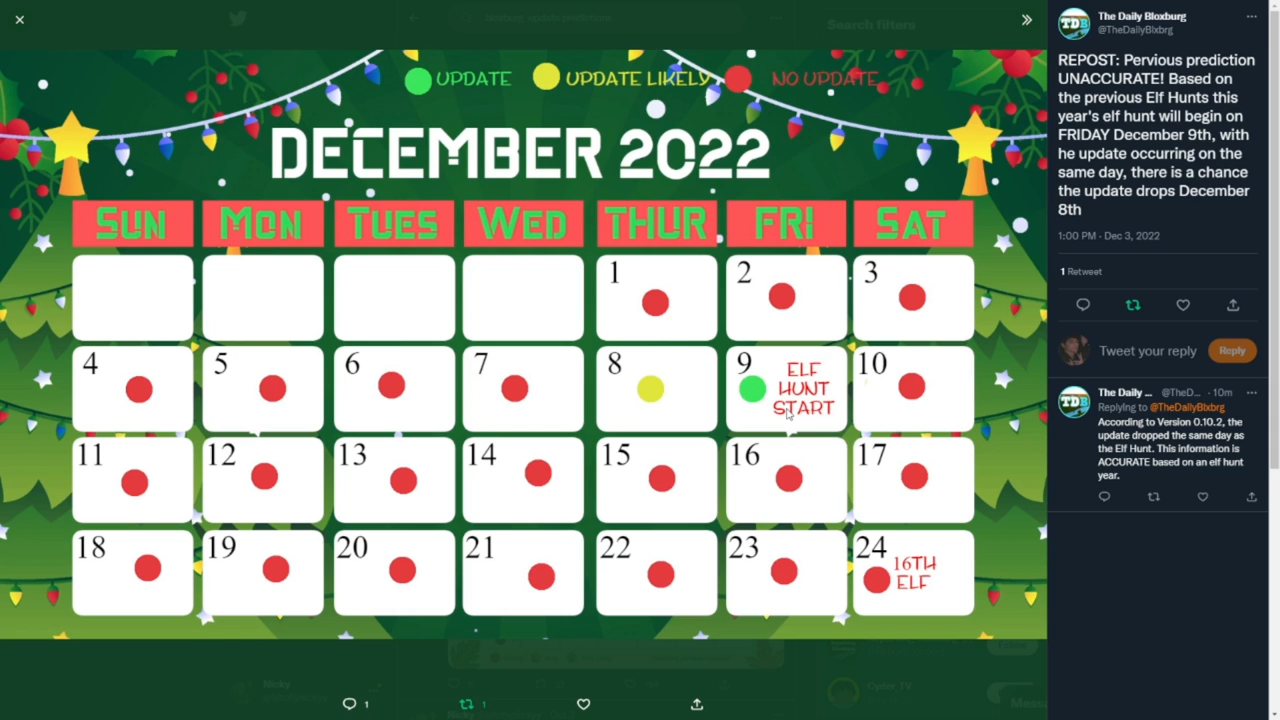 UPDATE UPDATE LIKELY NO UPDATE
DECEMBER 2022
SUN MON TUES WED THUR FRI SAT
1 2 3
4 5 6 7 8 9 10
ELF
HUNT
START
11 12 13 14 15 16 17
18 19 20 21 22 23 24
16TH
ELF
1
1
TDB
The Daily Bloxburg
@TheDailyBlxbrg
REPOST: Pervious prediction
UNACCURATE! Based on
the previous Elf Hunts this
year's elf hunt will begin on
FRIDAY December 9th, with
he update occurring on the
same day, there is a chance
the update drops December
8th
1:00 PM · Dec 3, 2022
1 Retweet
Tweet your reply
Reply
TDB
The Daily ... @TheD... · 10m
Replying to @TheDailyBlxbrg
According to Version 0.10.2, the
update dropped the same day as
the Elf Hunt. This information is
ACCURATE based on an elf hunt
year.
Search filters
Nicky